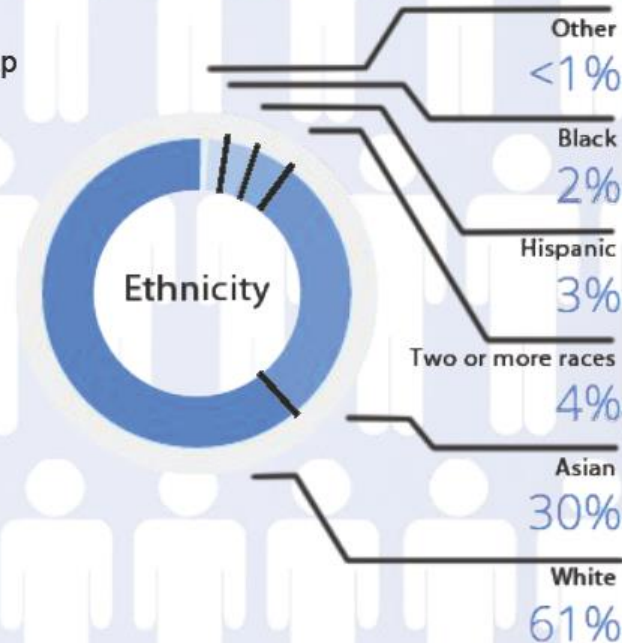 p
Ethnicity
Other
<1%
Black
2%
Hispanic
3%
Two or more races
4%
Asian
30%
White
61%